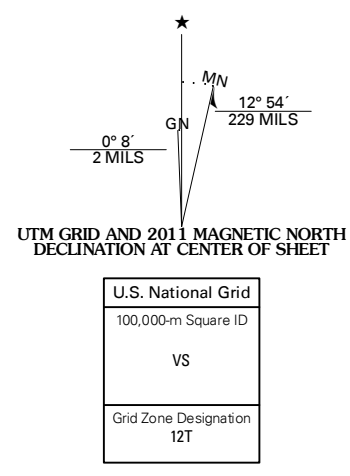 ★
MN
12° 54´
229 MILS
GN
0° 8´
2 MILS
UTM GRID AND 2011 MAGNETIC NORTH
DECLINATION AT CENTER OF SHEET
U.S. National Grid
100,000-m Square ID
VS
Grid Zone Designation
12T